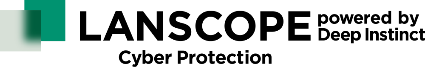 LANSCOPE powered by
Deep Instinct
Cyber Protection